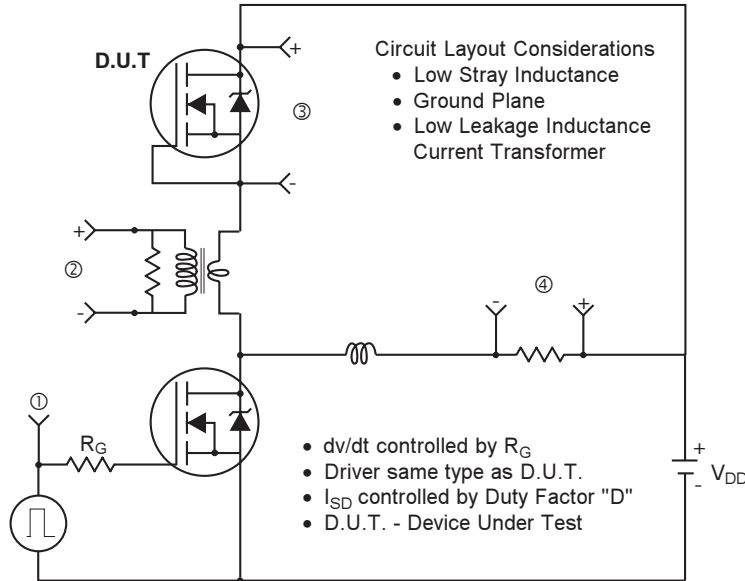 D.U.T
+
Circuit Layout Considerations
• Low Stray Inductance
• Ground Plane
• Low Leakage Inductance
Current Transformer
③
-
+
②
-
④
-
+
①
RG
+
VDD
-
• dv/dt controlled by RG
• Driver same type as D.U.T.
• ISD controlled by Duty Factor "D"
• D.U.T. - Device Under Test